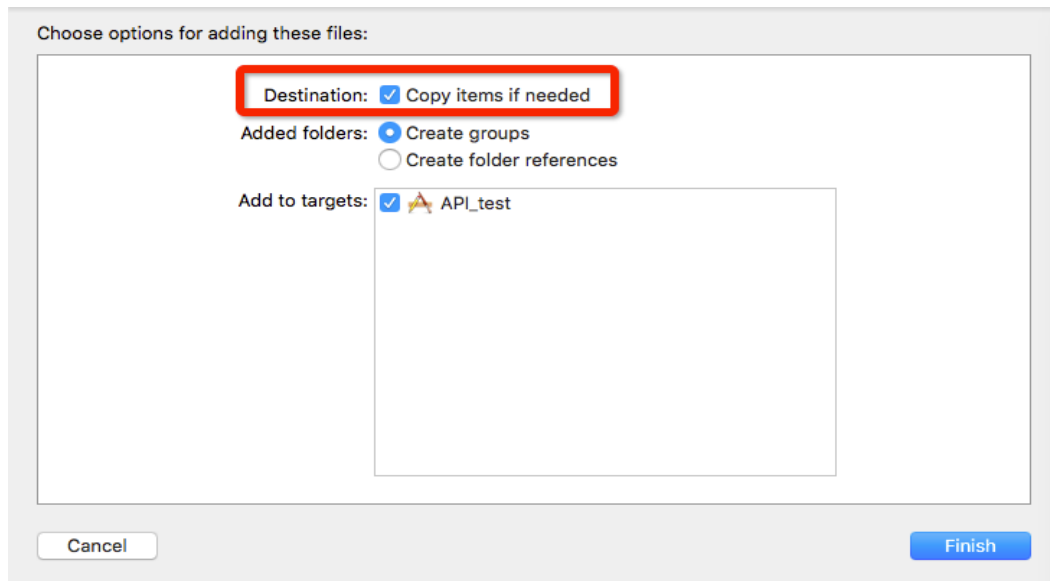 Choose options for adding these files:
Destination: Copy items if needed
Added folders: Create groups
Create folder references
Add to targets: API_test
Cancel Finish